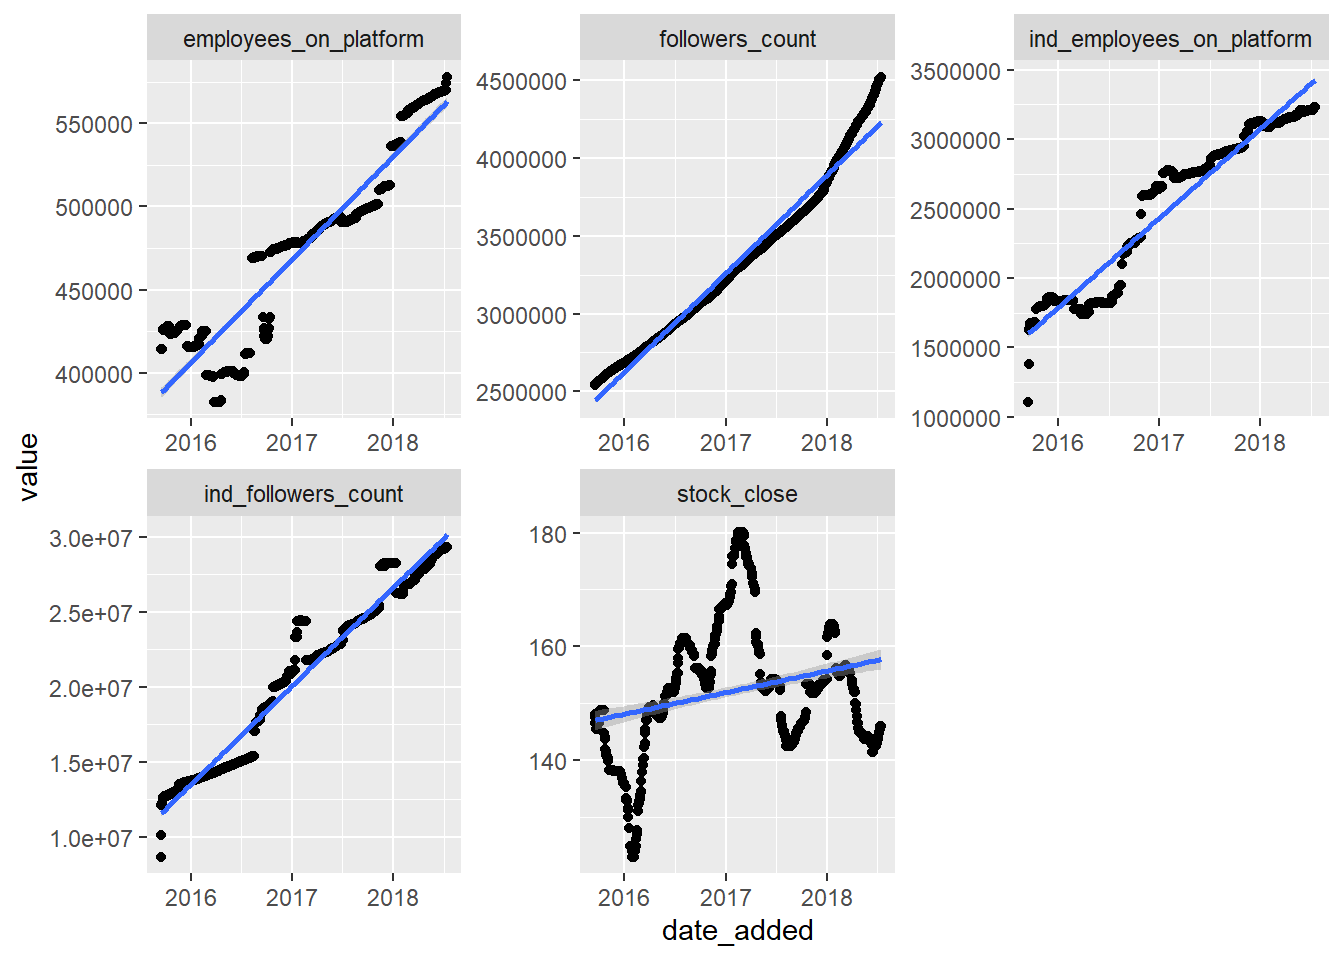 employees_on_platform
followers_count
ind_employees_on_platform
550000
500000
450000
400000
2016 2017 2018
4500000
4000000
3500000
3000000
2500000
2016 2017 2018
3500000
3000000
2500000
2000000
1500000
1000000
2016 2017 2018
value
ind_followers_count
stock_close
3.0e+07
2.5e+07
2.0e+07
1.5e+07
1.0e+07
2016 2017 2018
180
160
140
2016 2017 2018
date_added